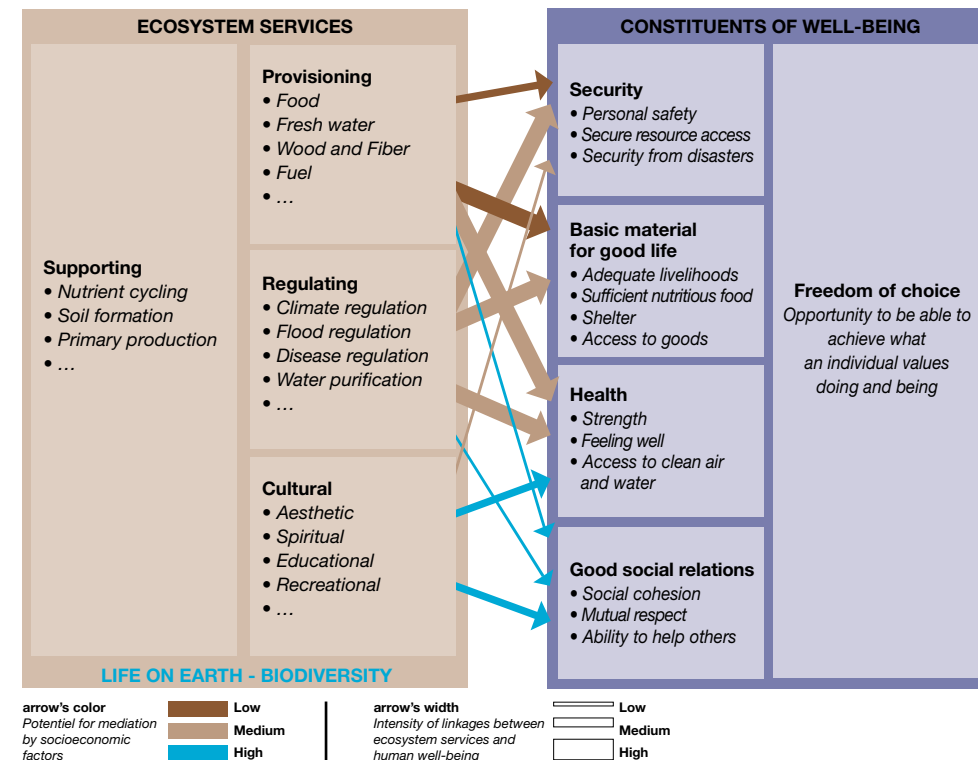 ECOSYSTEM SERVICES
Supporting
• Nutrient cycling
• Soil formation
• Primary production
• …
Provisioning
• Food
• Fresh water
• Wood and Fiber
• Fuel
• …
Regulating
• Climate regulation
• Flood regulation
• Disease regulation
• Water purification
• …
Cultural
• Aesthetic
• Spiritual
• Educational
• Recreational
• …
LIFE ON EARTH - BIODIVERSITY
CONSTITUENTS OF WELL-BEING
Security
• Personal safety
• Secure resource access
• Security from disasters
Basic material
for good life
• Adequate livelihoods
• Sufficient nutritious food
• Shelter
• Access to goods
Health
• Strength
• Feeling well
• Access to clean air
and water
Good social relations
• Social cohesion
• Mutual respect
• Ability to help others
Freedom of choice
Opportunity to be able to
achieve what
an individual values
doing and being
arrow's color
Potentiel for mediation
by socioeconomic
factors
Low
Medium
High
arrow's width
Intensity of linkages between
ecosystem services and
human well-being
Low
Medium
High